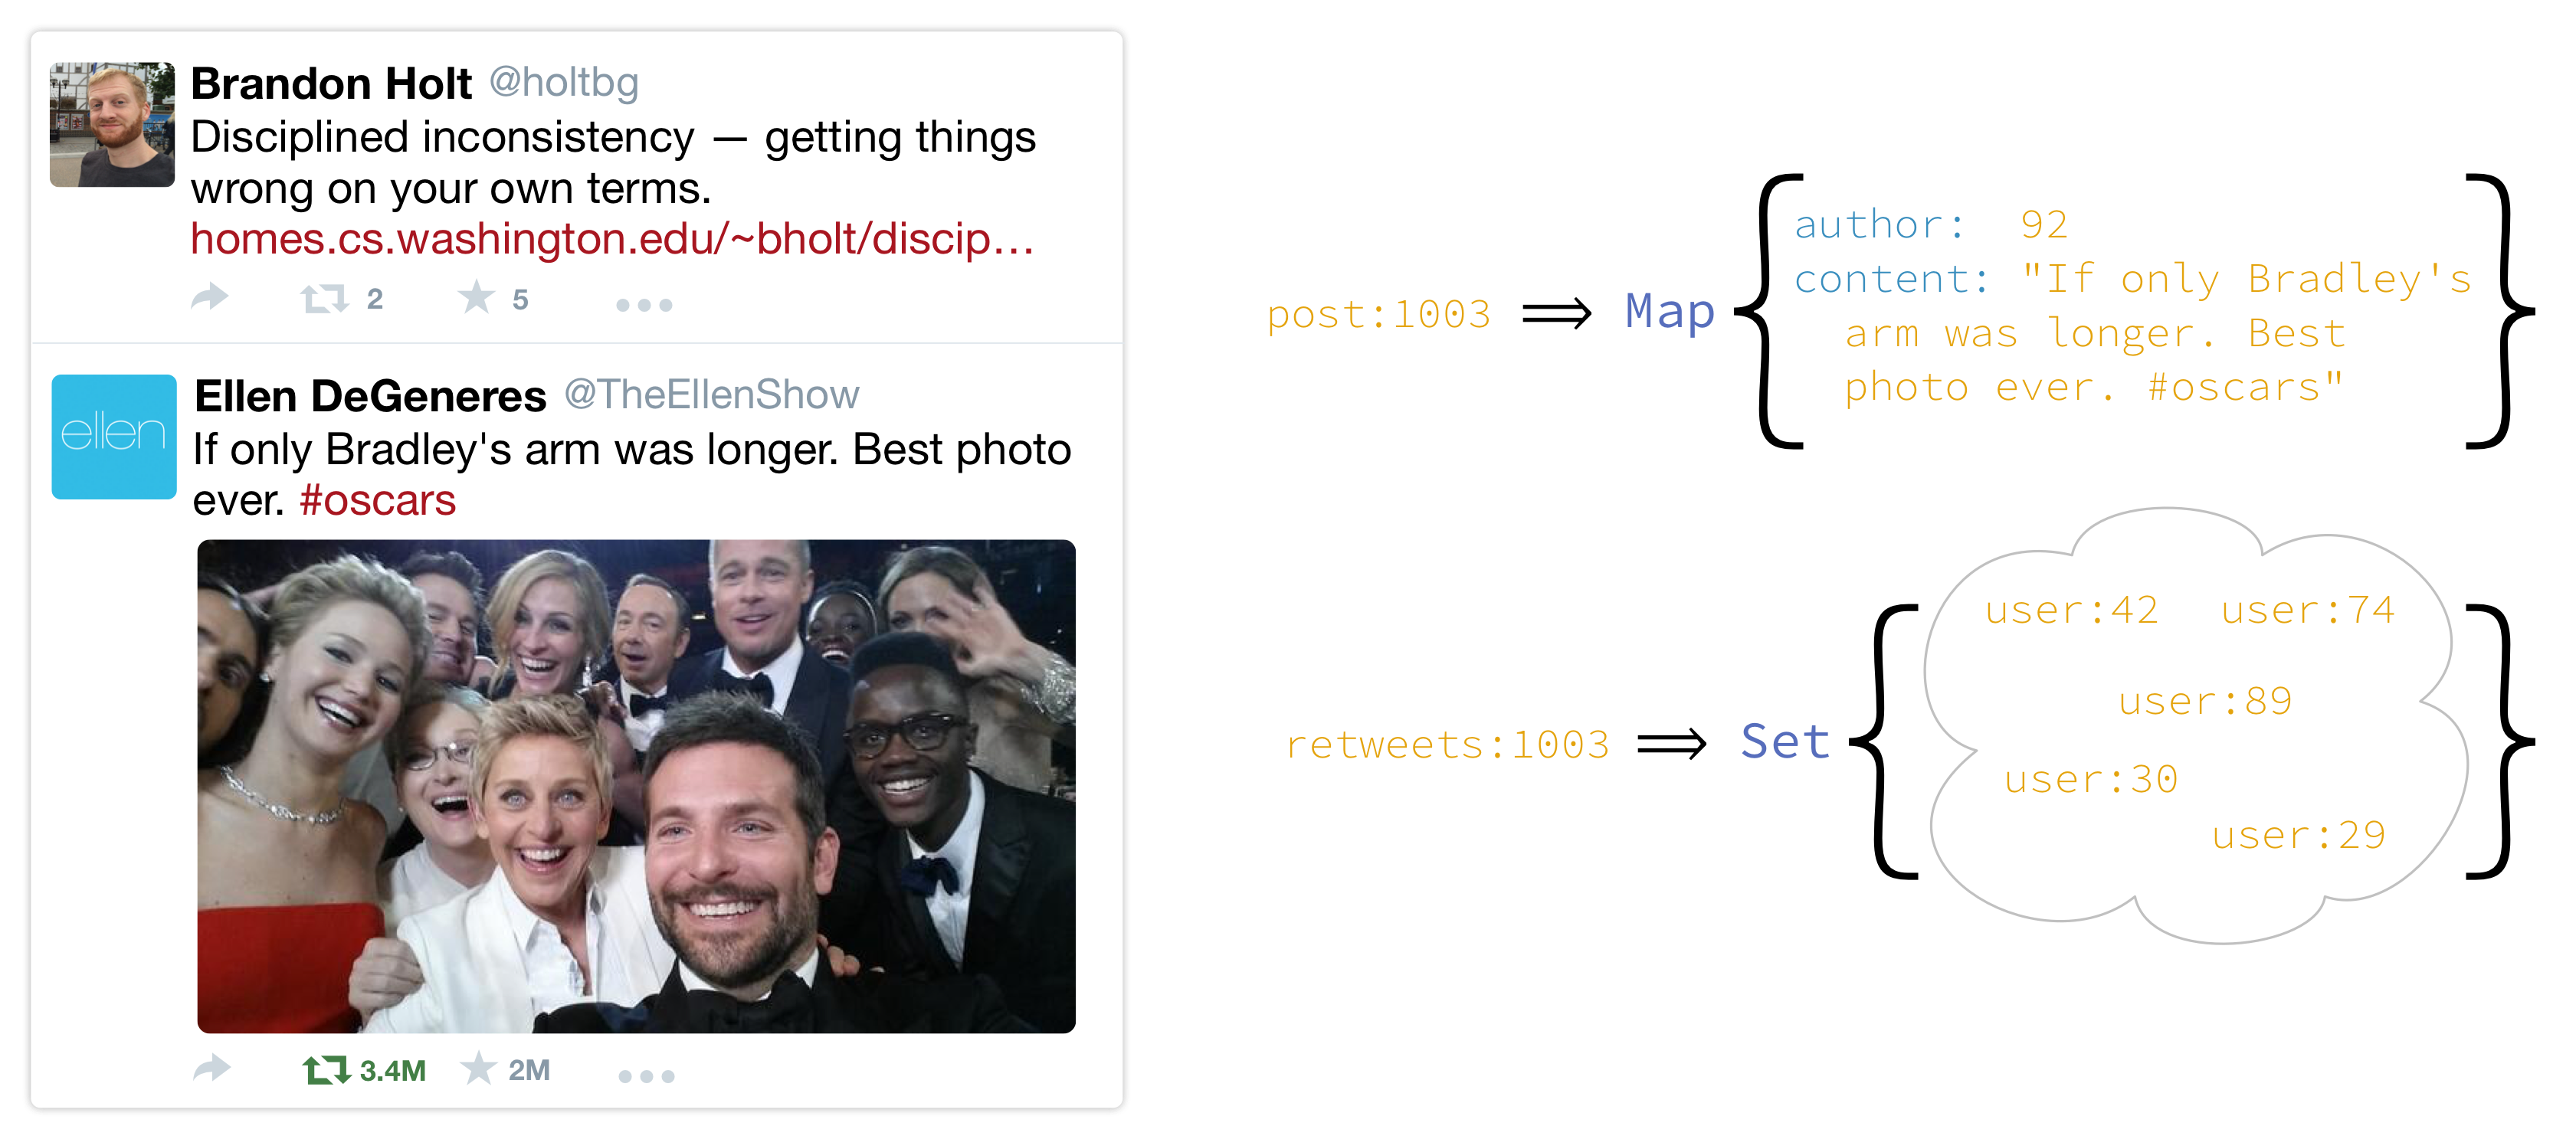 Brandon Holt @holtbg
Disciplined inconsistency — getting things
wrong on your own terms.
homes.cs.washington.edu/~bholt/discip…
2 5
ellen
Ellen DeGeneres @TheEllenShow
If only Bradley's arm was longer. Best photo
ever. #oscars
3.4M 2M
post:1003 ⟹ Map {
author: 92
content: "If only Bradley's
arm was longer. Best
photo ever. #oscars"
}
retweets:1003 ⟹ Set {
user:42 user:74
user:89
user:30
user:29
}